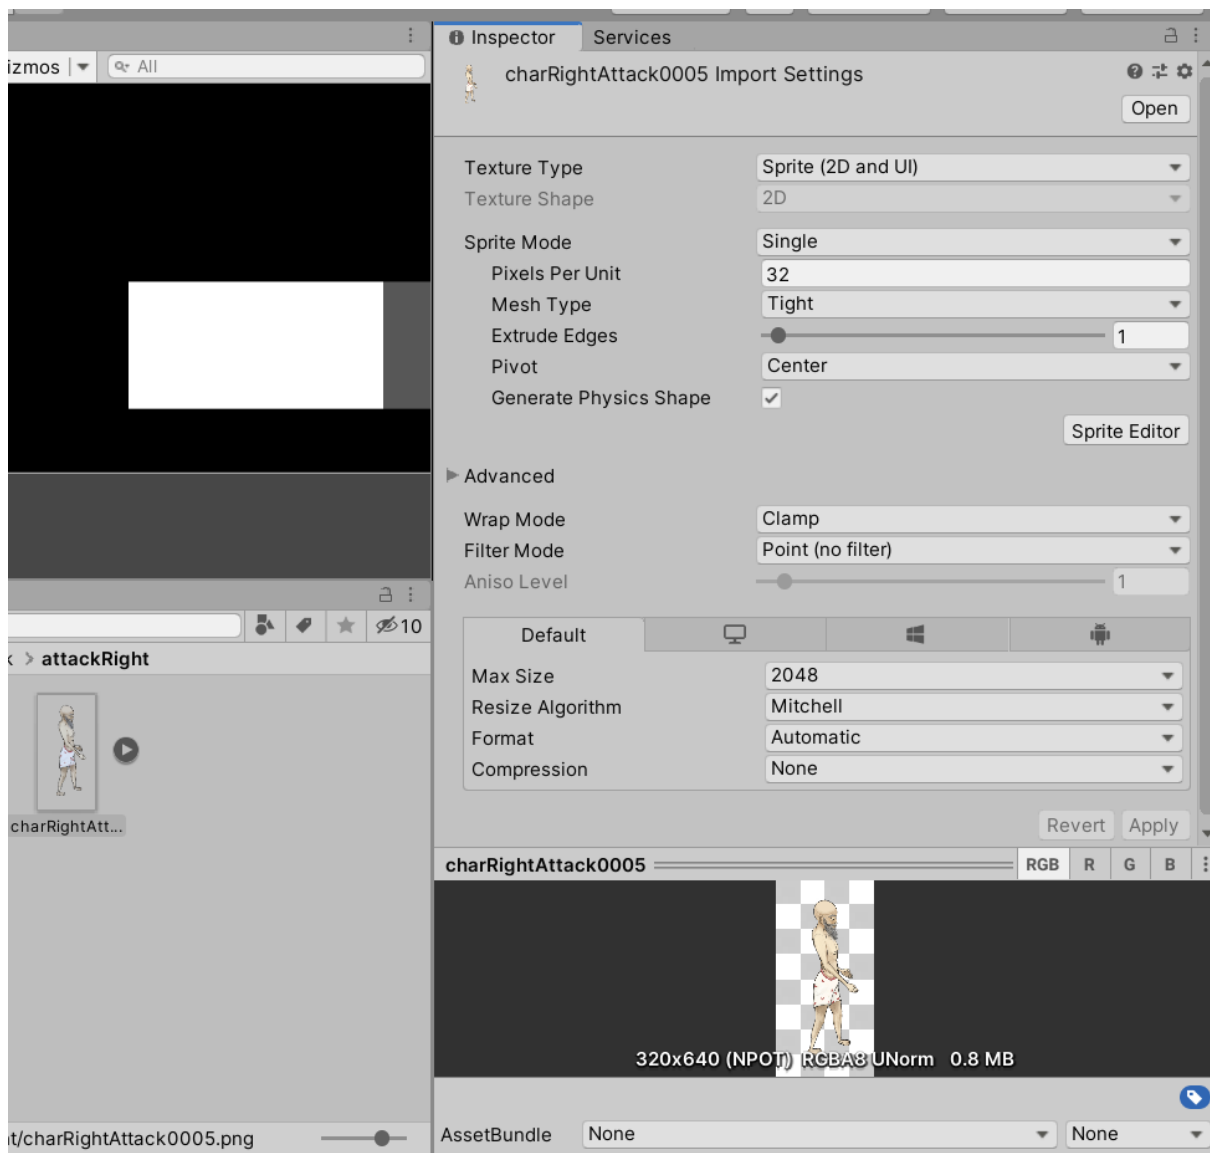 izmos
All
Inspector
Services
charRightAttack0005 Import Settings
Open
Texture Type
Sprite (2D and UI)
Texture Shape
2D
Sprite Mode
Single
Pixels Per Unit
32
Mesh Type
Tight
Extrude Edges
1
Pivot
Center
Generate Physics Shape
Sprite Editor
Advanced
Wrap Mode
Clamp
Filter Mode
Point (no filter)
Aniso Level
1
10
> attackRight
charRightAtt...
Default
Max Size
2048
Resize Algorithm
Mitchell
Format
Automatic
Compression
None
Revert
Apply
charRightAttack0005
RGB
R
G
B
320x640 (NPOT) RGBA8 UNorm 0.8 MB
t/charRightAttack0005.png
AssetBundle
None
None